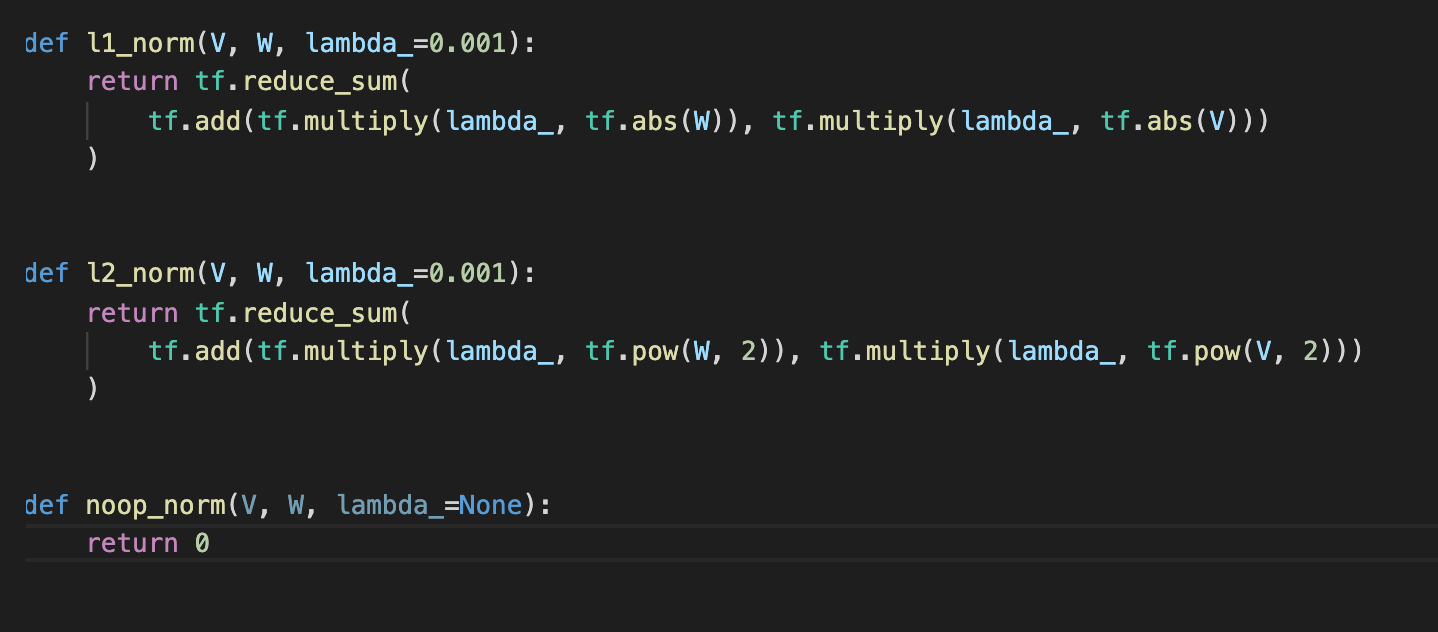 def l1_norm(V, W, lambda_=0.001):
    return tf.reduce_sum(
        tf.add(tf.multiply(lambda_, tf.abs(W)), tf.multiply(lambda_, tf.abs(V)))
    )
def l2_norm(V, W, lambda_=0.001):
    return tf.reduce_sum(
        tf.add(tf.multiply(lambda_, tf.pow(W, 2)), tf.multiply(lambda_, tf.pow(V, 2)))
    )
def noop_norm(V, W, lambda_=None):
    return 0